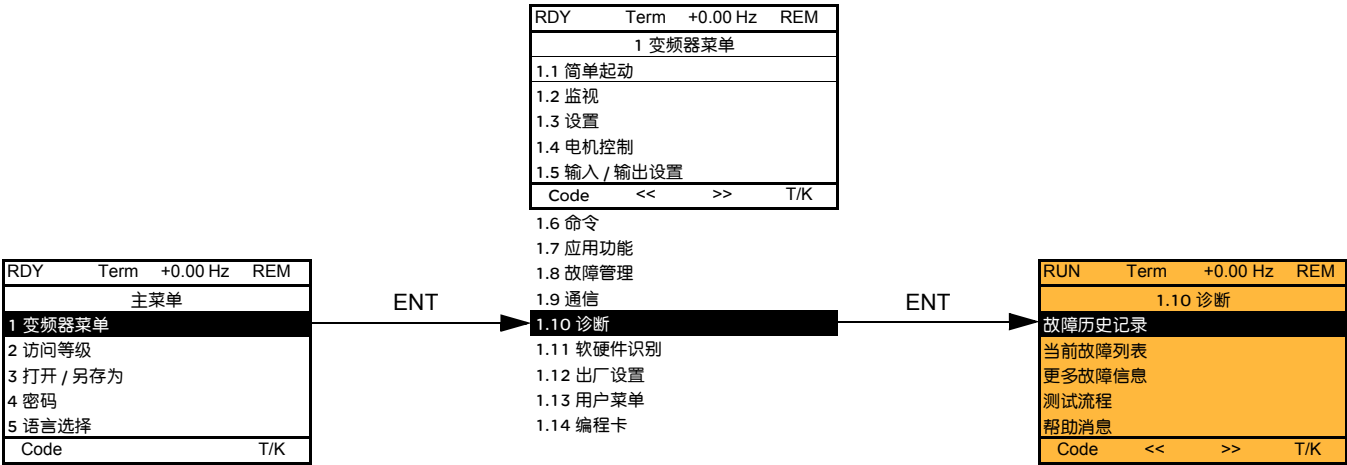 RDY Term +0.00 Hz REM
主菜单
1 变频器菜单
2 访问等级
3 打开 / 另存为
4 密码
5 语言选择
Code T/K
ENT
RDY Term +0.00 Hz REM
1 变频器菜单
1.1 简单起动
1.2 监视
1.3 设置
1.4 电机控制
1.5 输入 / 输出设置
Code << >> T/K
1.6 命令
1.7 应用功能
1.8 故障管理
1.9 通信
1.10 诊断
1.11 软硬件识别
1.12 出厂设置
1.13 用户菜单
1.14 编程卡
ENT
RUN Term +0.00 Hz REM
1.10 诊断
故障历史记录
当前故障列表
更多故障信息
测试流程
帮助消息
Code << >> T/K